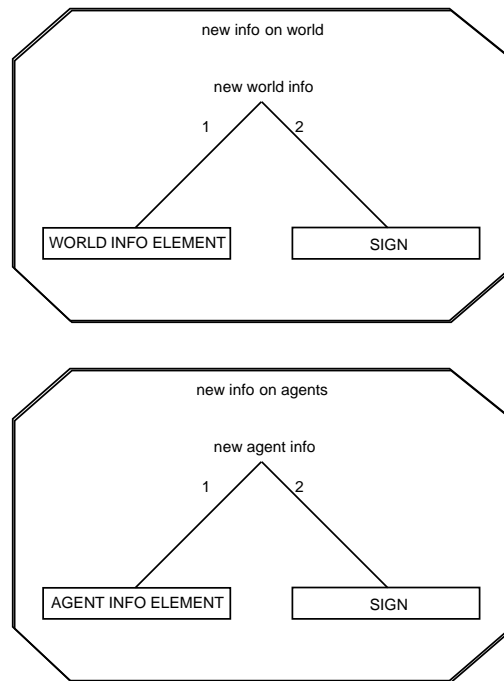 new info on world
new world info
1 2
WORLD INFO ELEMENT SIGN
new info on agents
new agent info
1 2
AGENT INFO ELEMENT SIGN